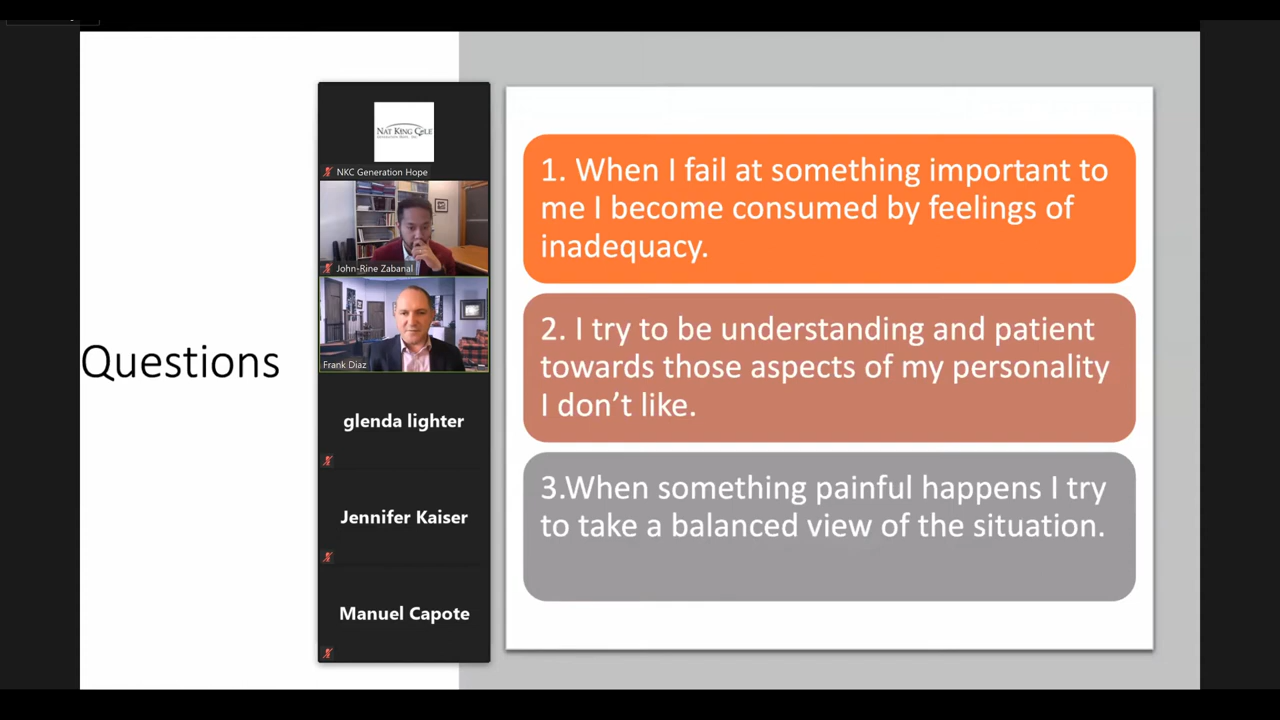 Questions
NAT KING COLE
NKC Generation Hope
John-Rine Zabanal
Frank Diaz
glenda lighter
Jennifer Kaiser
Manuel Capote
1. When I fail at something important to
me I become consumed by feelings of
inadequacy.
2. I try to be understanding and patient
towards those aspects of my personality
I don’t like.
3.When something painful happens I try
to take a balanced view of the situation.